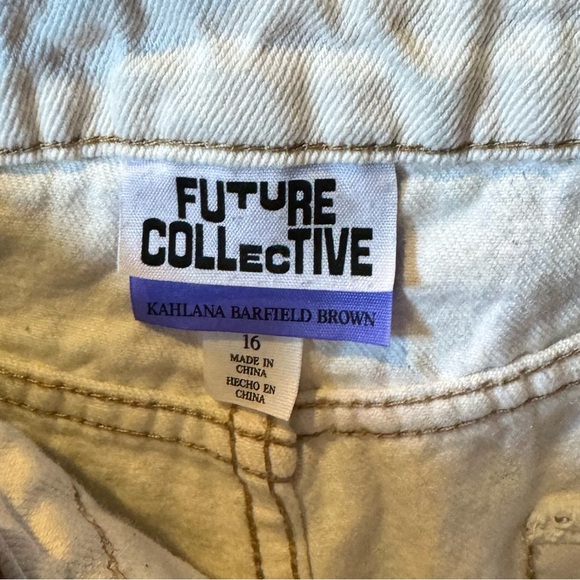 FUTURE
COLLECTIVE
KAHLANA BARFIELD BROWN
16
MADE IN
CHINA
HECHO EN
CHINA